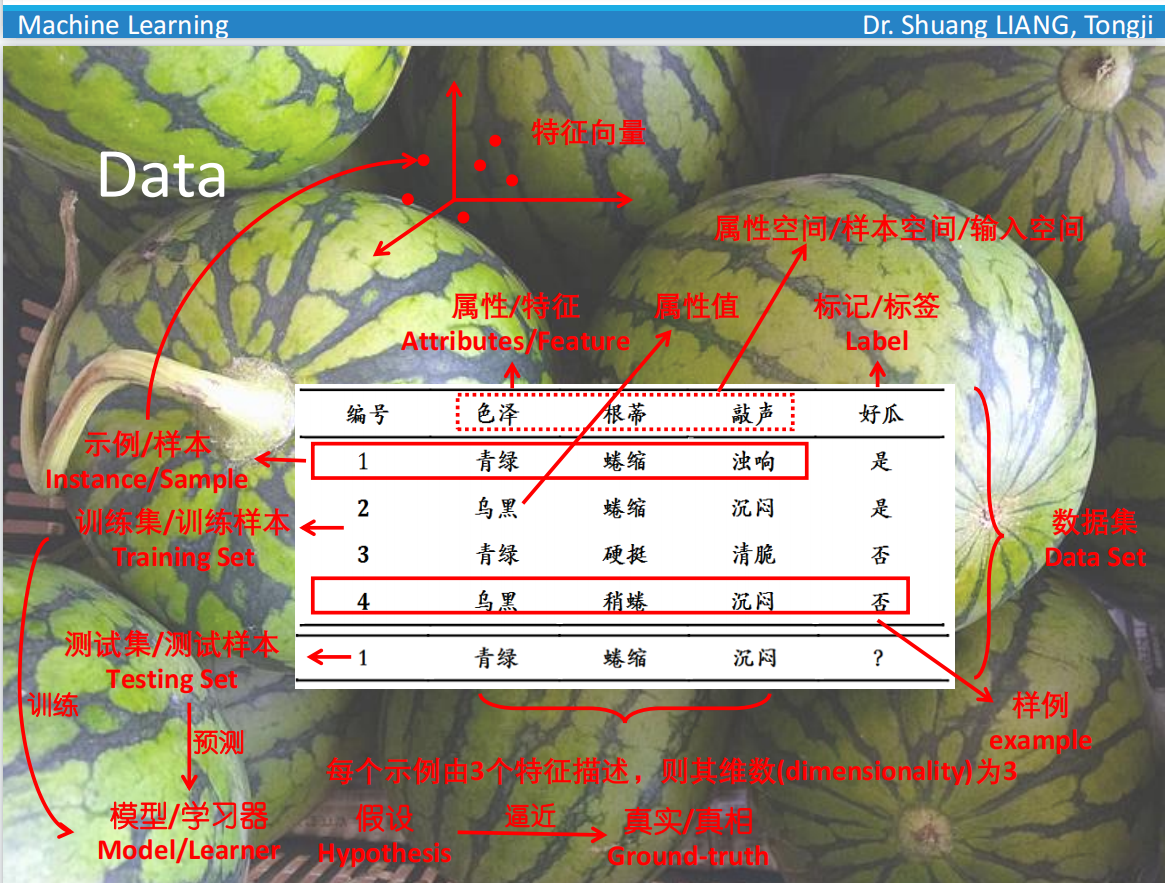 Machine Learning
Dr. Shuang LIANG, Tongji
特征向量
Data
属性空间/样本空间/输入空间
属性/特征
Attributes/Feature
属性值
标记/标签
Label
编号 色泽 根蒂 敲声 好瓜
1 青绿 蜷缩 浊响 是
2 乌黑 蜷缩 沉闷 是
3 青绿 硬挺 清脆 否
4 乌黑 稍蜷 沉闷 否
1 青绿 蜷缩 沉闷 ?
示例/样本
Instance/Sample
训练集/训练样本
Training Set
数据集
Data Set
测试集/测试样本
Testing Set
训练
预测
样例
example
每个示例由3个特征描述，则其维数(dimensionality)为3
模型/学习器
Model/Learner
假设
Hypothesis
逼近
真实/真相
Ground-truth